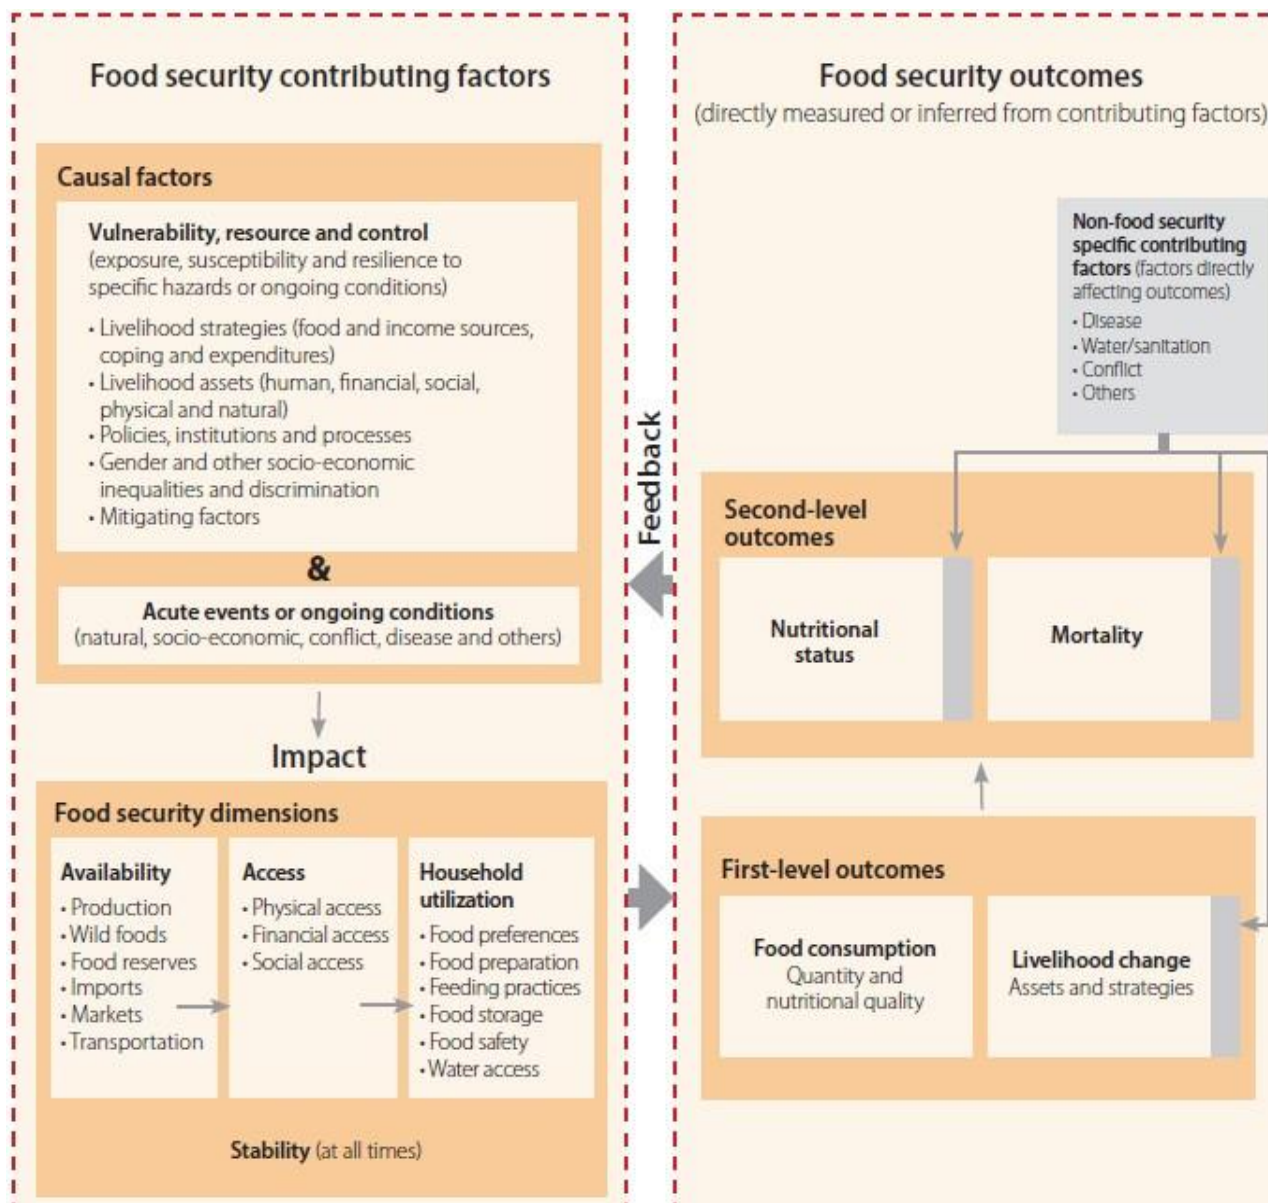 Food security contributing factors
Causal factors
Vulnerability, resource and control
(exposure, susceptibility and resilience to
specific hazards or ongoing conditions)
• Livelihood strategies (food and income sources,
coping and expenditures)
• Livelihood assets (human, financial, social,
physical and natural)
• Policies, institutions and processes
• Gender and other socio-economic
inequalities and discrimination
• Mitigating factors
&
Acute events or ongoing conditions
(natural, socio-economic, conflict, disease and others)
Impact
Food security dimensions
Availability
• Production
• Wild foods
• Food reserves
• Imports
• Markets
• Transportation
Access
• Physical access
• Financial access
• Social access
Household
utilization
• Food preferences
• Food preparation
• Feeding practices
• Food storage
• Food safety
• Water access
Stability (at all times)
Feedback
Food security outcomes
(directly measured or inferred from contributing factors)
Non-food security
specific contributing
factors (factors directly
affecting outcomes)
• Disease
• Water/sanitation
• Conflict
• Others
Second-level
outcomes
Nutritional
status
Mortality
First-level outcomes
Food consumption
Quantity and
nutritional quality
Livelihood change
Assets and strategies